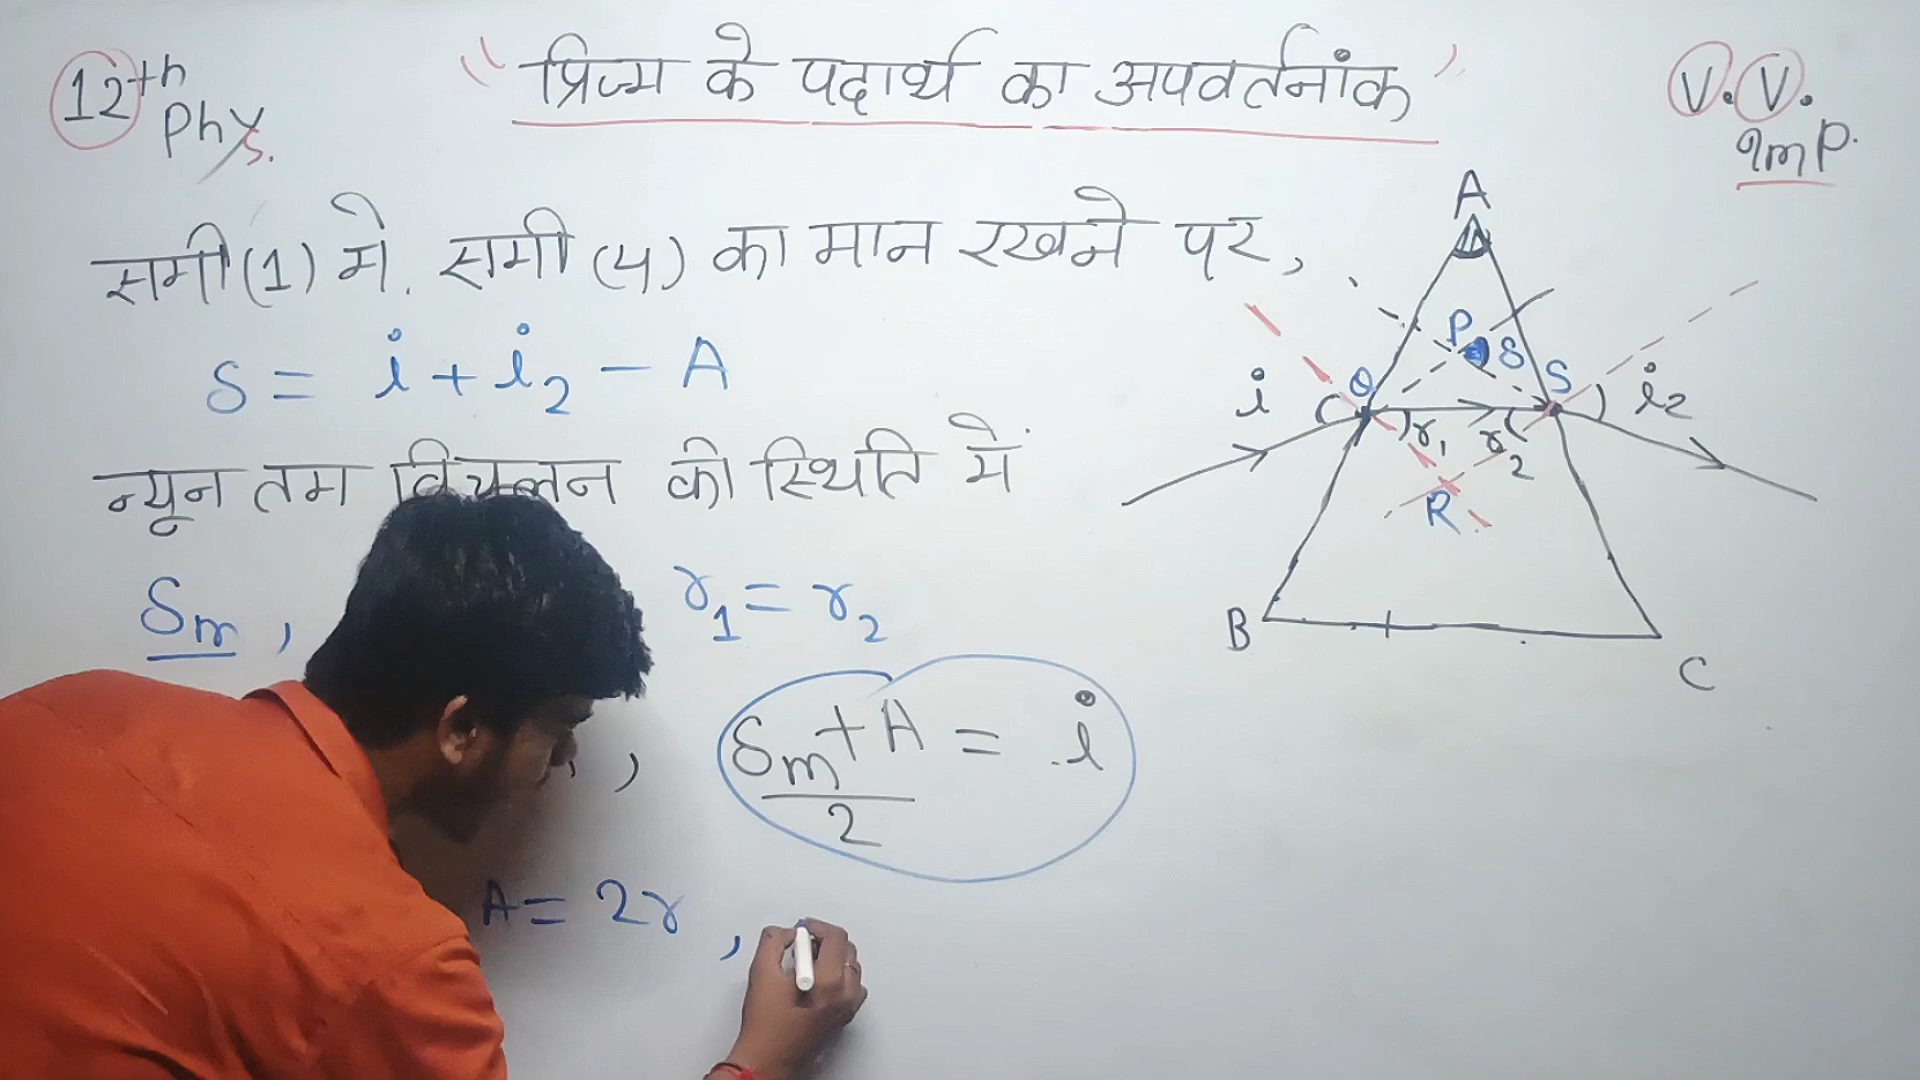 12th
Phys.
" प्रिज्म के पदार्थ का अपवर्तनांक "
V. V.
Imp.
समी (1) मे. समी (4) का मान रखने पर,
δ = i + i2 - A
न्यून तम विचलन की स्थिति में
δm, r1 = r2
, δm + A / 2 = i
A = 2r ,
A
P δ
i Q S i2
r1 r2
R
B C